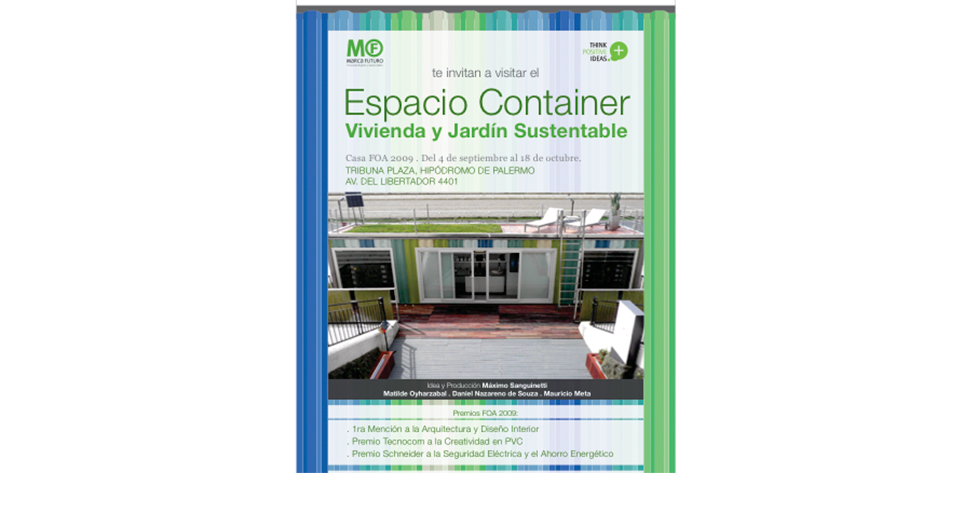 MF
MARCA FUTURO
THINK
POSITIVE
IDEAS
te invitan a visitar el
Espacio Container
Vivienda y Jardín Sustentable
Casa FOA 2009 . Del 4 de septiembre al 18 de octubre.
TRIBUNA PLAZA, HIPÓDROMO DE PALERMO
AV. DEL LIBERTADOR 4401
Idea y Producción Máximo Sanguinetti
Matilde Oyharzabal . Daniel Nazareno de Souza . Mauricio Meta
Premios FOA 2009:
. 1ra Mención a la Arquitectura y Diseño Interior
. Premio Tecnocom a la Creatividad en PVC
. Premio Schneider a la Seguridad Eléctrica y el Ahorro Energético